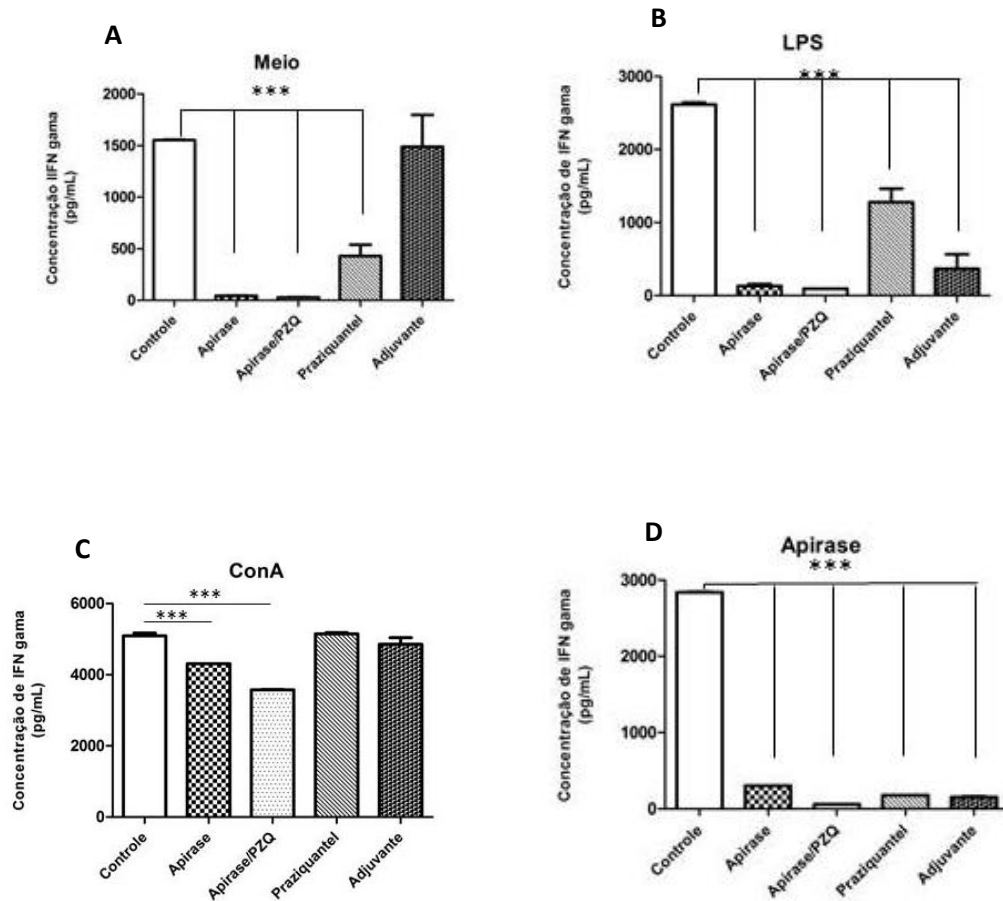 A
Meio
***
Concentração IIFN gama
(pg/mL)
2000
1500
1000
500
0
Controle
Apirase
Apirase/PZQ
Praziquantel
Adjuvante
B
LPS
***
Concentração de IFN gama
(pg/mL)
3000
2000
1000
0
Controle
Apirase
Apirase/PZQ
Praziquantel
Adjuvante
C
ConA
***
***
Concentração de IFN gama
(pg/mL)
6000
4000
2000
0
Controle
Apirase
Apirase/PZQ
Praziquantel
Adjuvante
D
Apirase
***
Concentração de IFN gama
(pg/mL)
3000
2000
1000
0
Controle
Apirase
Apirase/PZQ
Praziquantel
Adjuvante